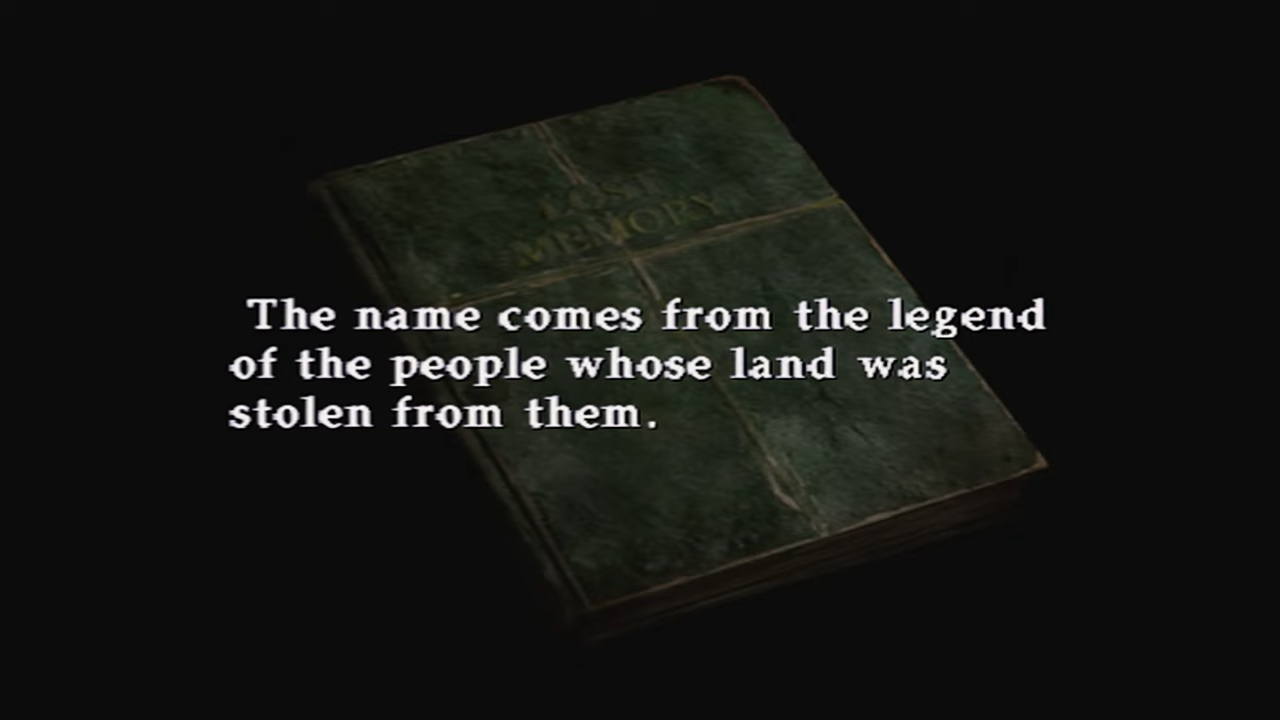 LOST
MEMORY
The name comes from the legend
of the people whose land was
stolen from them.